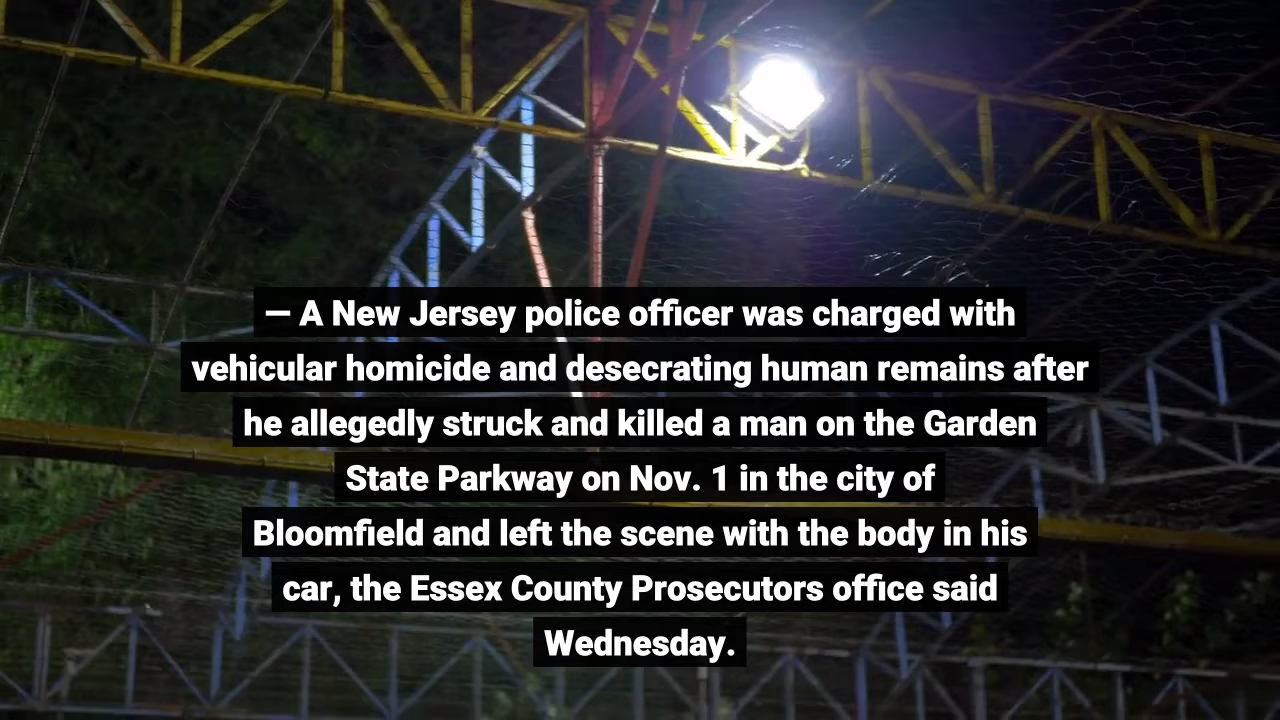 — A New Jersey police officer was charged with
vehicular homicide and desecrating human remains after
he allegedly struck and killed a man on the Garden
State Parkway on Nov. 1 in the city of
Bloomfield and left the scene with the body in his
car, the Essex County Prosecutors office said
Wednesday.